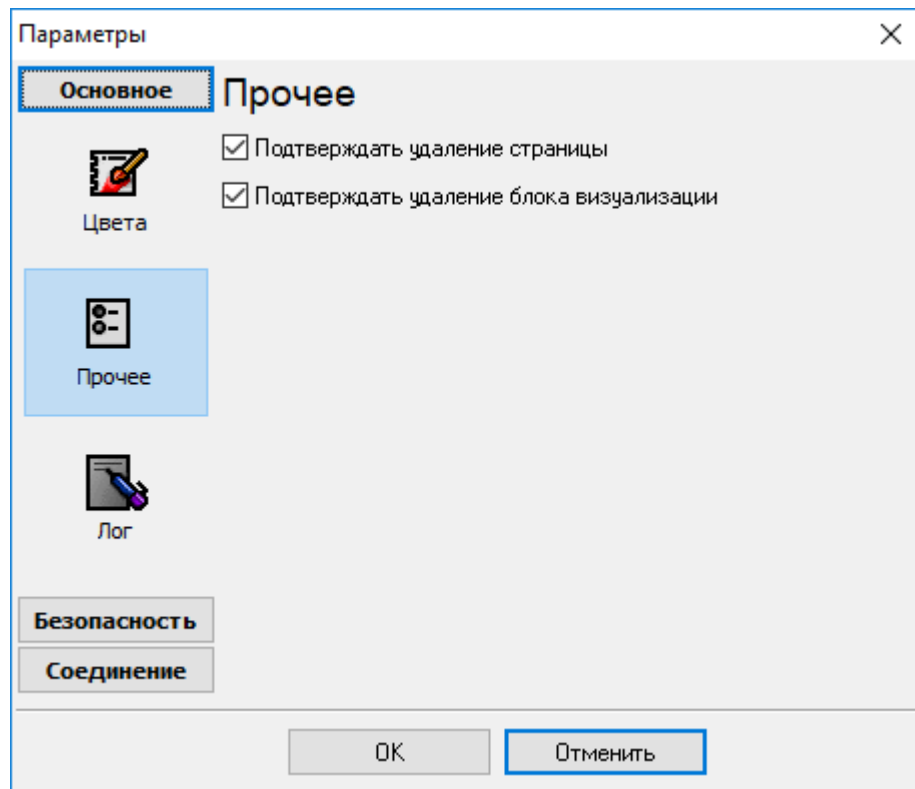 Параметры
Основное
Цвета
Прочее
Лог
Безопасность
Соединение
Прочее
Подтверждать удаление страницы
Подтверждать удаление блока визуализации
OK
Отменить